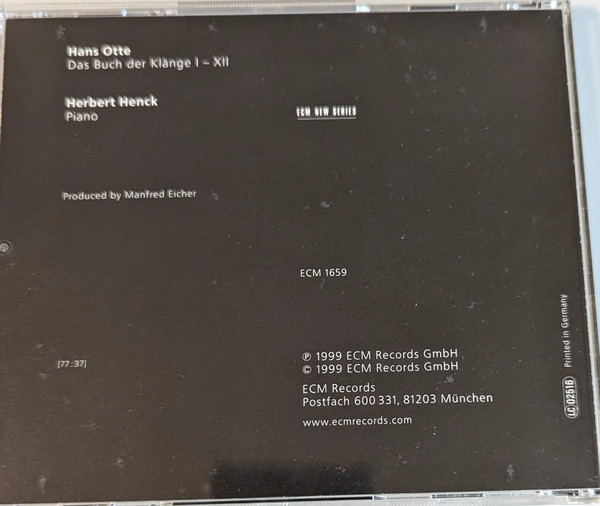 Hans Otte
Das Buch der Klänge I – XII
Herbert Henck
Piano
ECM NEW SERIES
Produced by Manfred Eicher
ECM 1659
[77:37]
℗ 1999 ECM Records GmbH
© 1999 ECM Records GmbH
ECM Records
Postfach 600 331, 81203 München
www.ecmrecords.com
Printed in Germany
LC 02516